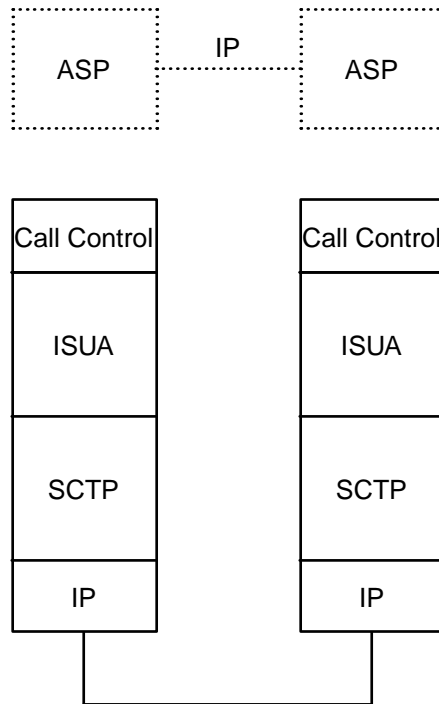 IP
ASP
ASP
Call Control
Call Control
ISUA
ISUA
SCTP
SCTP
IP
IP